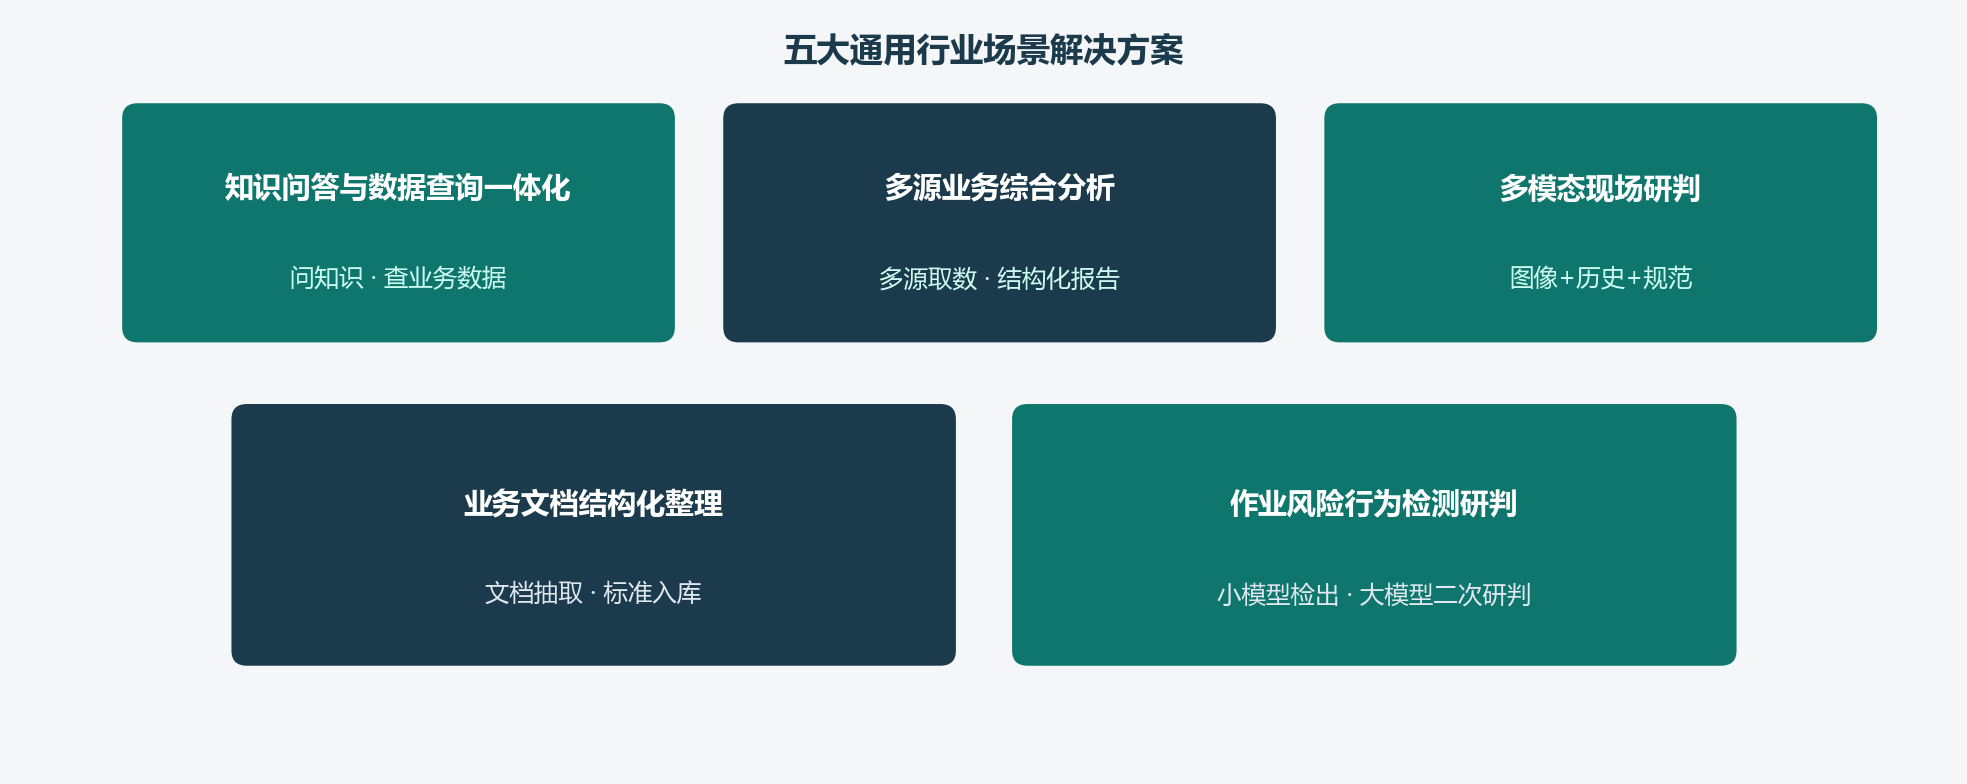 五大通用行业场景解决方案
知识问答与数据查询一体化
问知识 · 查业务数据
多源业务综合分析
多源取数 · 结构化报告
多模态现场研判
图像+历史+规范
业务文档结构化整理
文档抽取 · 标准入库
作业风险行为检测研判
小模型检出 · 大模型二次研判